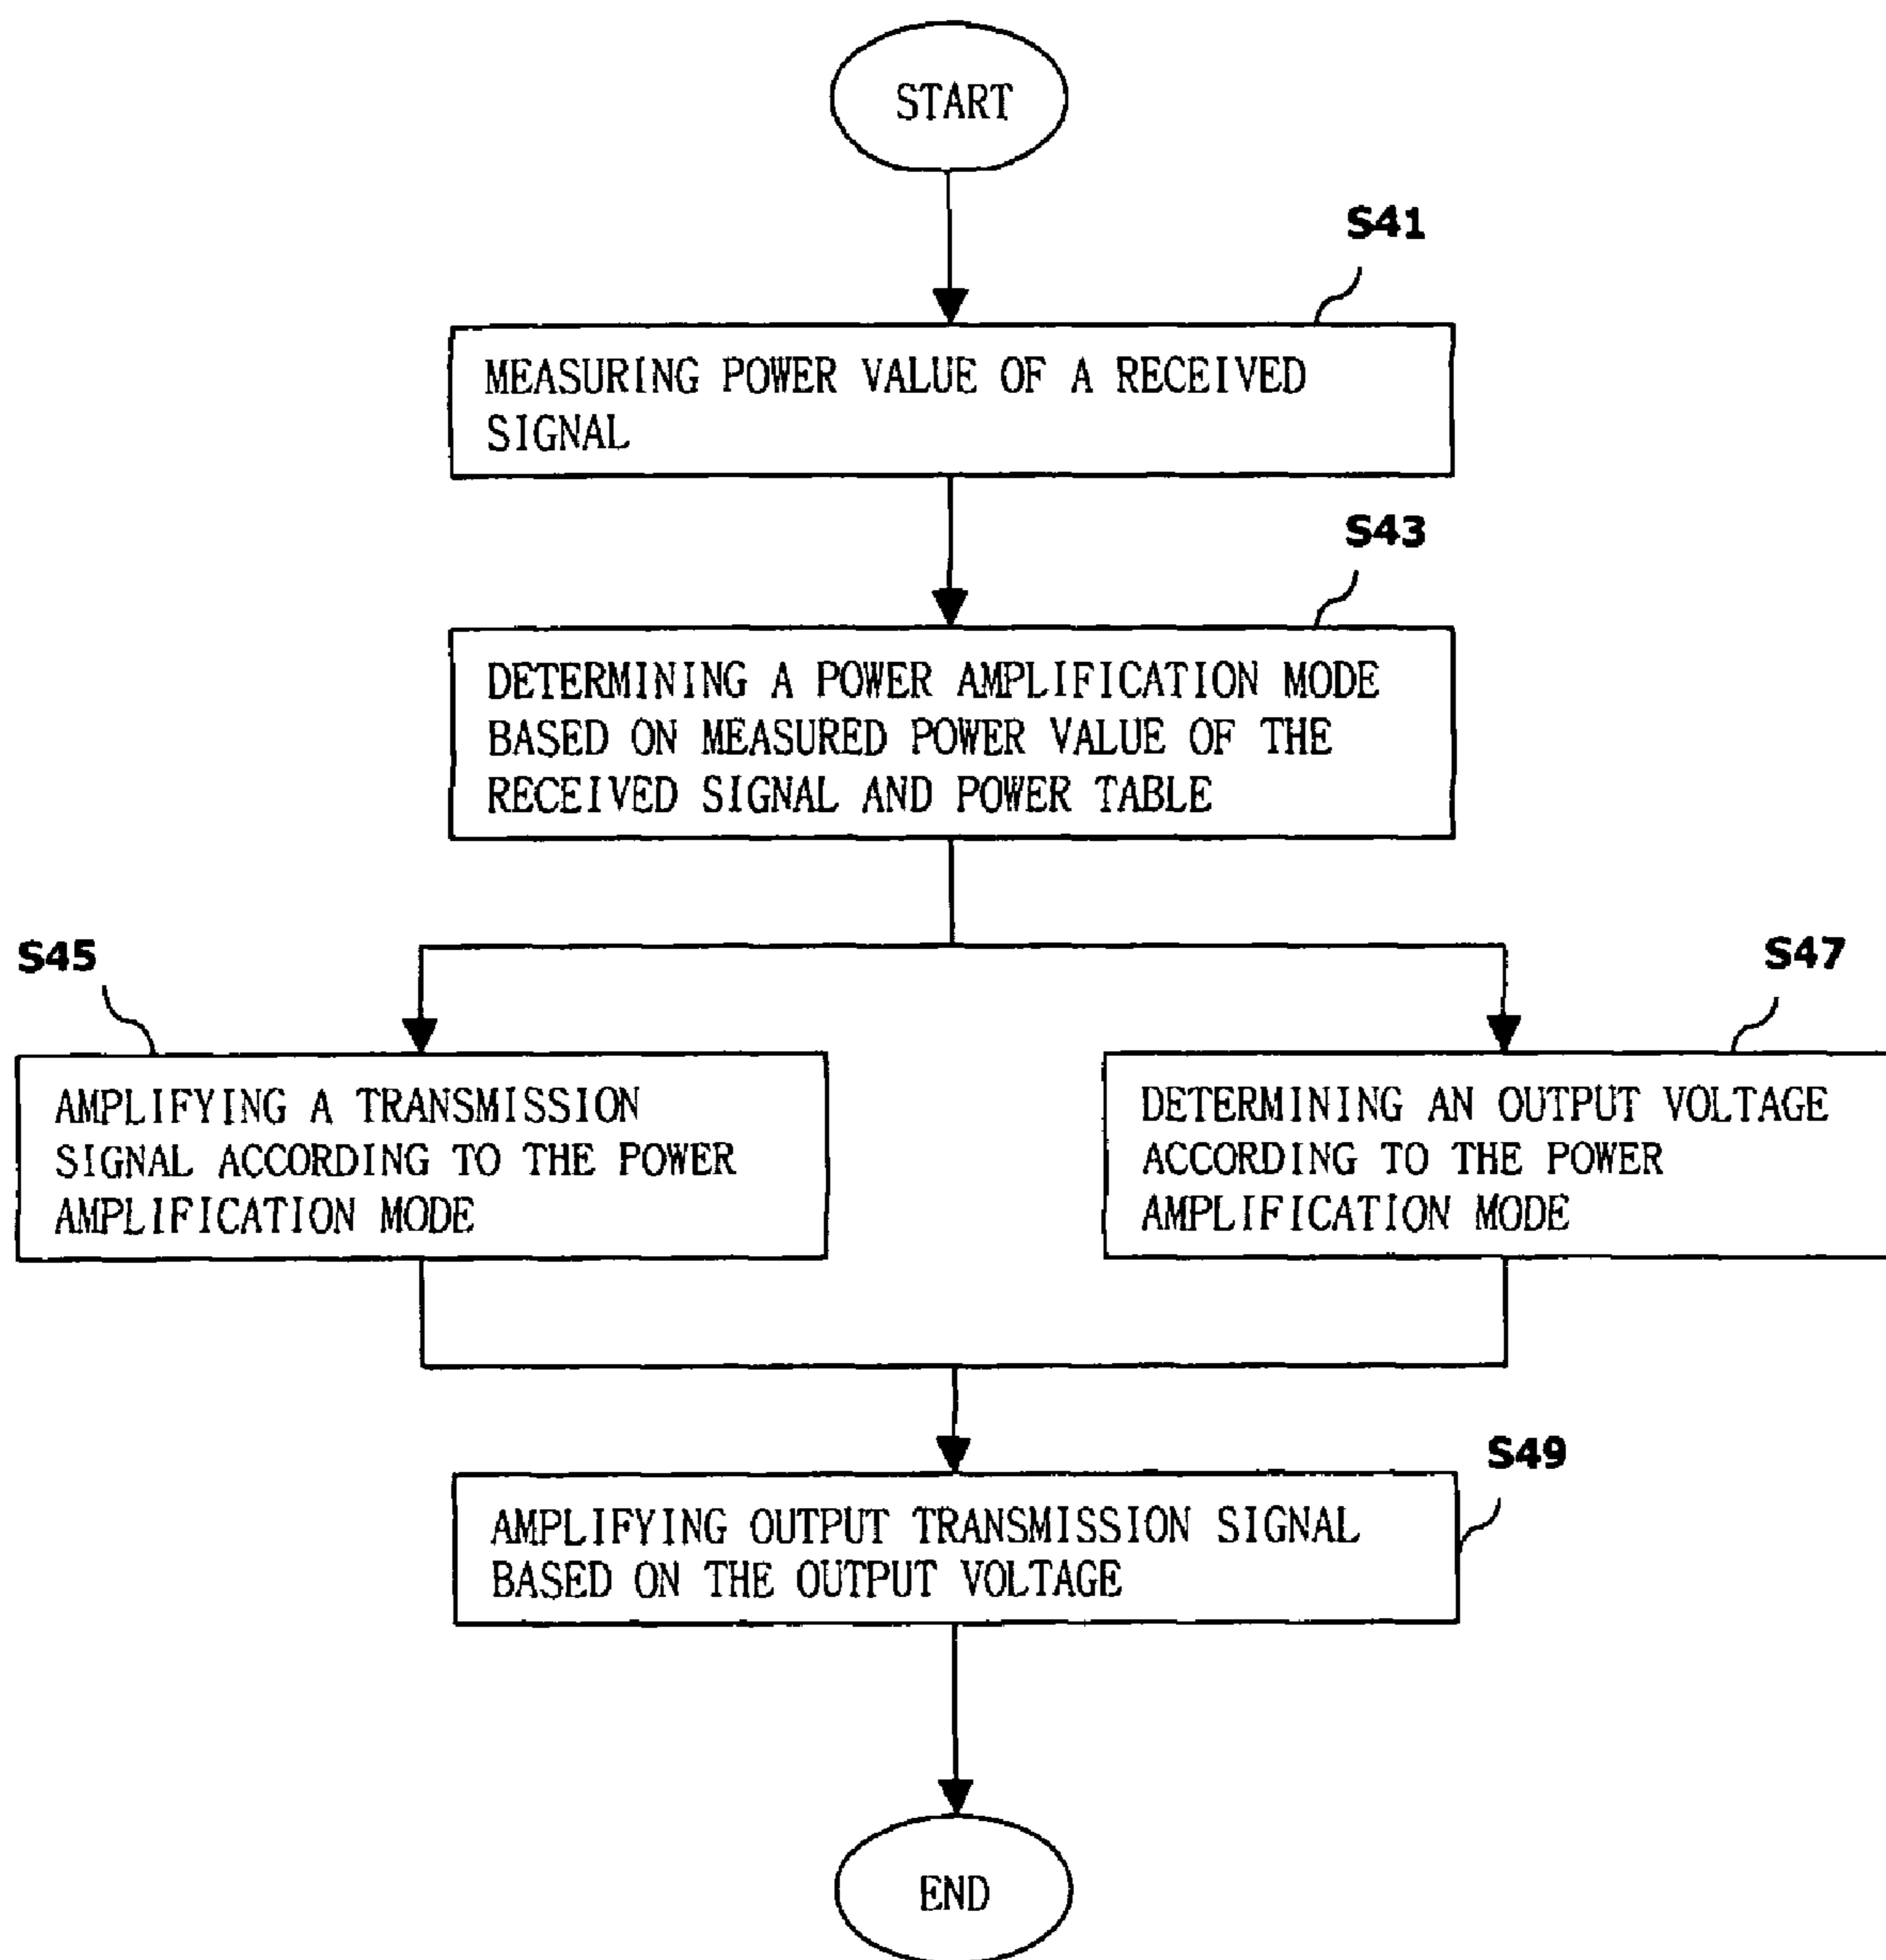 START
S41
MEASURING POWER VALUE OF A RECEIVED
SIGNAL
S43
DETERMINING A POWER AMPLIFICATION MODE
BASED ON MEASURED POWER VALUE OF THE
RECEIVED SIGNAL AND POWER TABLE
S45
AMPLIFYING A TRANSMISSION
SIGNAL ACCORDING TO THE POWER
AMPLIFICATION MODE
S47
DETERMINING AN OUTPUT VOLTAGE
ACCORDING TO THE POWER
AMPLIFICATION MODE
S49
AMPLIFYING OUTPUT TRANSMISSION SIGNAL
BASED ON THE OUTPUT VOLTAGE
END